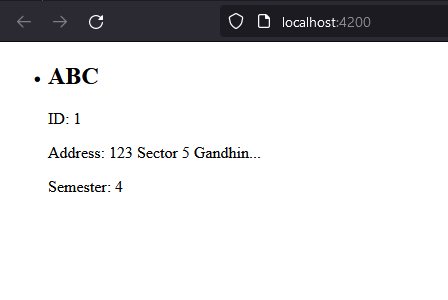 localhost:4200
• ABC
ID: 1
Address: 123 Sector 5 Gandhin...
Semester: 4